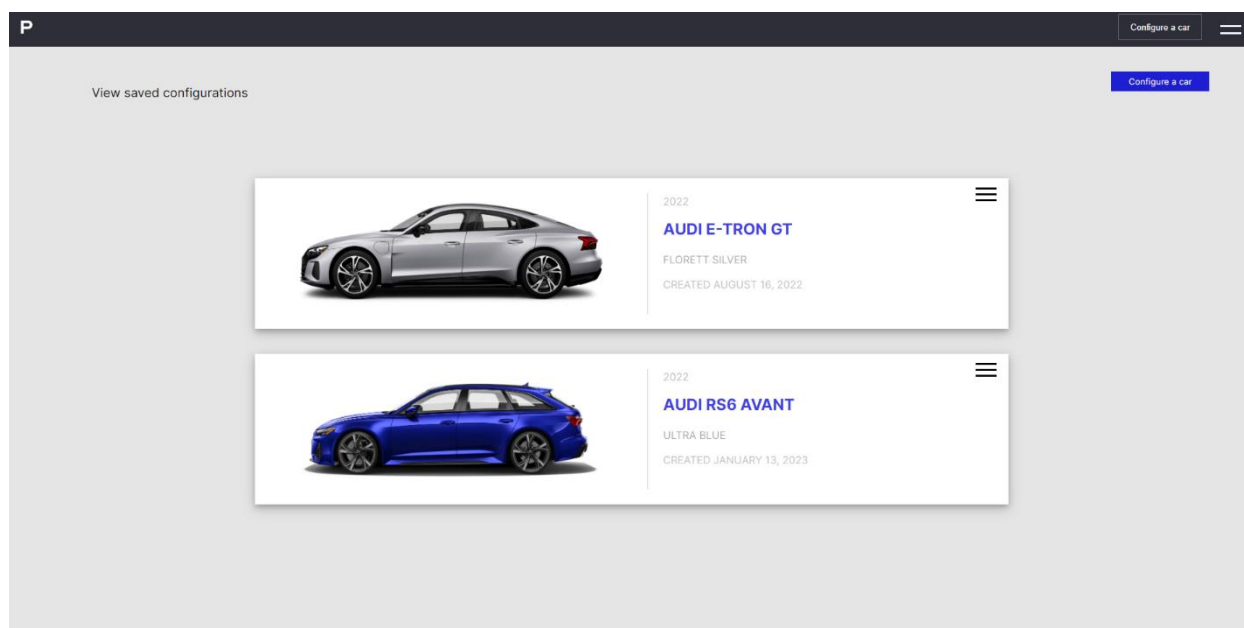 P
Configure a car
View saved configurations
Configure a car
2022
AUDI E-TRON GT
FLORETT SILVER
CREATED AUGUST 16, 2022
2022
AUDI RS6 AVANT
ULTRA BLUE
CREATED JANUARY 13, 2023